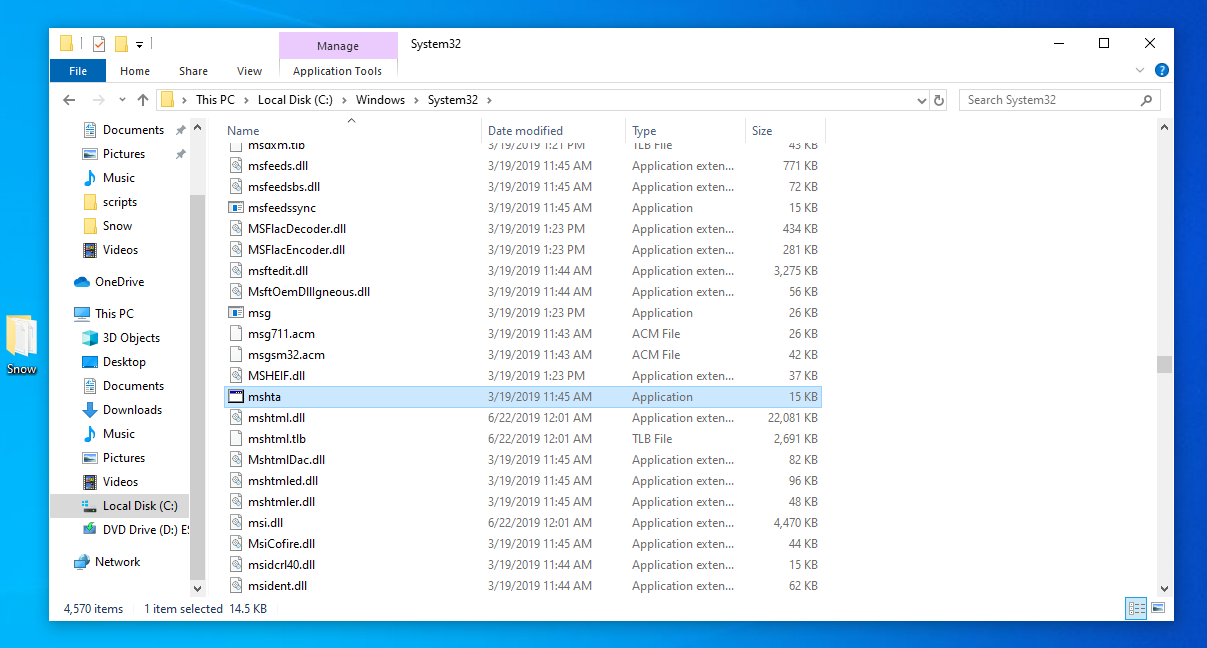 Manage System32
File Home Share View Application Tools
This PC Local Disk (C:) Windows System32 Search System32
Name Date modified Type Size
Documents
Pictures
Music
scripts
Snow
Videos
OneDrive
This PC
3D Objects
Desktop
Documents
Downloads
Music
Pictures
Videos
Local Disk (C:)
DVD Drive (D:) ES
Network
msdxm.tlb 3/19/2019 1:21 PM TLB File 43 KB
msfeeds.dll 3/19/2019 11:45 AM Application exten... 771 KB
msfeedsbs.dll 3/19/2019 11:45 AM Application exten... 72 KB
msfeedssync 3/19/2019 11:45 AM Application 15 KB
MSFlacDecoder.dll 3/19/2019 1:23 PM Application exten... 434 KB
MSFlacEncoder.dll 3/19/2019 1:23 PM Application exten... 281 KB
msftedit.dll 3/19/2019 11:44 AM Application exten... 3,275 KB
MsftOemDllIgneous.dll 3/19/2019 11:44 AM Application exten... 56 KB
msg 3/19/2019 1:23 PM Application 26 KB
msg711.acm 3/19/2019 11:43 AM ACM File 26 KB
msgsm32.acm 3/19/2019 11:43 AM ACM File 42 KB
MSHEIF.dll 3/19/2019 1:23 PM Application exten... 37 KB
mshta 3/19/2019 11:45 AM Application 15 KB
mshtml.dll 6/22/2019 12:01 AM Application exten... 22,081 KB
mshtml.tlb 6/22/2019 12:01 AM TLB File 2,691 KB
MshtmlDac.dll 3/19/2019 11:45 AM Application exten... 82 KB
mshtmled.dll 3/19/2019 11:45 AM Application exten... 96 KB
mshtmler.dll 3/19/2019 11:45 AM Application exten... 48 KB
msi.dll 6/22/2019 12:01 AM Application exten... 4,470 KB
MsiCofire.dll 3/19/2019 11:45 AM Application exten... 44 KB
msidcrl40.dll 3/19/2019 11:44 AM Application exten... 15 KB
msident.dll 3/19/2019 11:44 AM Application exten... 62 KB
4,570 items 1 item selected 14.5 KB
Snow